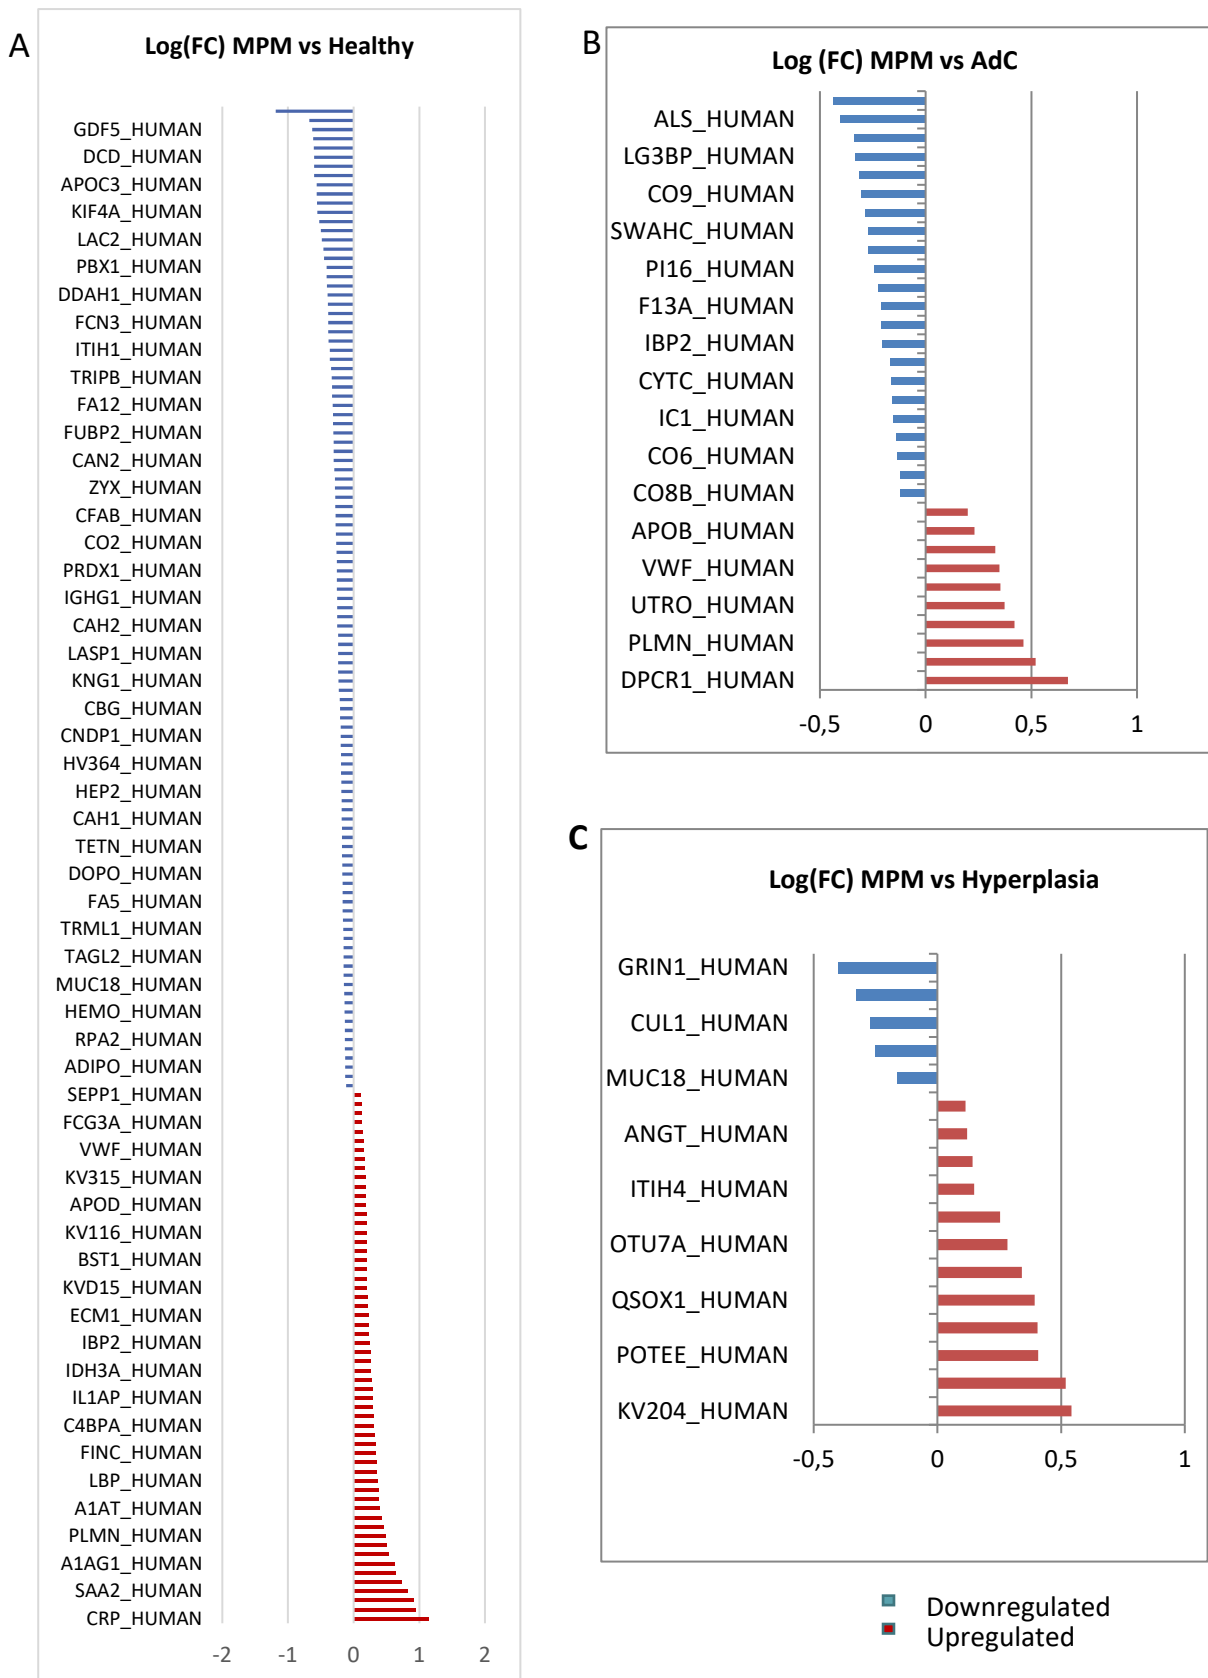 A
Log(FC) MPM vs Healthy
GDF5_HUMAN
DCD_HUMAN
APOC3_HUMAN
KIF4A_HUMAN
LAC2_HUMAN
PBX1_HUMAN
DDAH1_HUMAN
FCN3_HUMAN
ITIH1_HUMAN
TRIPB_HUMAN
FA12_HUMAN
FUBP2_HUMAN
CAN2_HUMAN
ZYX_HUMAN
CFAB_HUMAN
CO2_HUMAN
PRDX1_HUMAN
IGHG1_HUMAN
CAH2_HUMAN
LASP1_HUMAN
KNG1_HUMAN
CBG_HUMAN
CNDP1_HUMAN
HV364_HUMAN
HEP2_HUMAN
CAH1_HUMAN
TETN_HUMAN
DOPO_HUMAN
FA5_HUMAN
TRML1_HUMAN
TAGL2_HUMAN
MUC18_HUMAN
HEMO_HUMAN
RPA2_HUMAN
ADIPO_HUMAN
SEPP1_HUMAN
FCG3A_HUMAN
VWF_HUMAN
KV315_HUMAN
APOD_HUMAN
KV116_HUMAN
BST1_HUMAN
KVD15_HUMAN
ECM1_HUMAN
IBP2_HUMAN
IDH3A_HUMAN
IL1AP_HUMAN
C4BPA_HUMAN
FINC_HUMAN
LBP_HUMAN
A1AT_HUMAN
PLMN_HUMAN
A1AG1_HUMAN
SAA2_HUMAN
CRP_HUMAN
-2 -1 0 1 2
B
Log (FC) MPM vs AdC
ALS_HUMAN
LG3BP_HUMAN
CO9_HUMAN
SWAHC_HUMAN
PI16_HUMAN
F13A_HUMAN
IBP2_HUMAN
CYTC_HUMAN
IC1_HUMAN
CO6_HUMAN
CO8B_HUMAN
APOB_HUMAN
VWF_HUMAN
UTRO_HUMAN
PLMN_HUMAN
DPCR1_HUMAN
-0,5 0 0,5 1
C
Log(FC) MPM vs Hyperplasia
GRIN1_HUMAN
CUL1_HUMAN
MUC18_HUMAN
ANGT_HUMAN
ITIH4_HUMAN
OTU7A_HUMAN
QSOX1_HUMAN
POTEE_HUMAN
KV204_HUMAN
-0,5 0 0,5 1
Downregulated
Upregulated